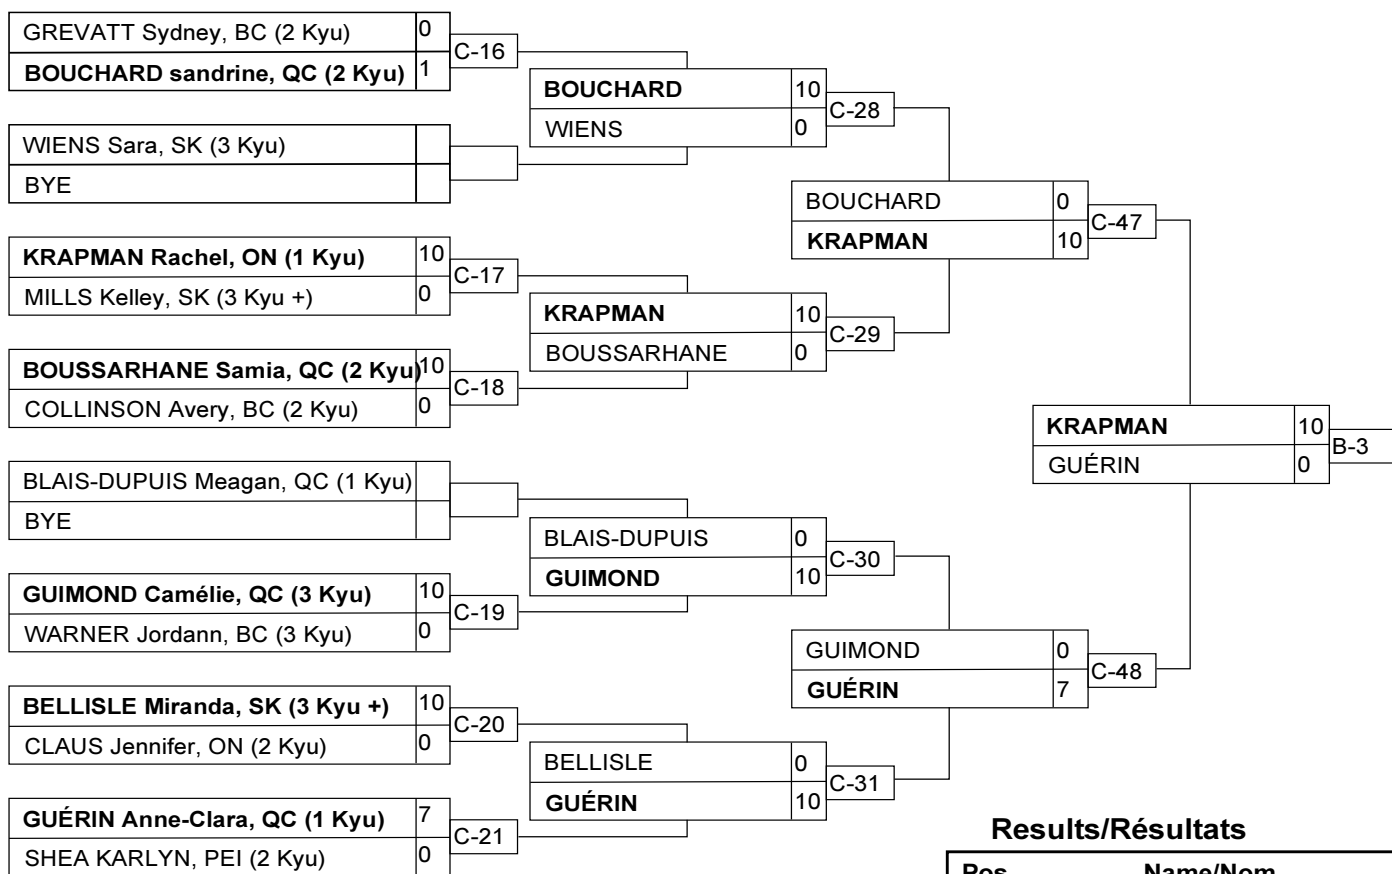 GREVATT Sydney, BC (2 Kyu) 0
BOUCHARD sandrine, QC (2 Kyu) 1
C-16
WIENS Sara, SK (3 Kyu)
BYE
KRAPMAN Rachel, ON (1 Kyu) 10
MILLS Kelley, SK (3 Kyu +) 0
C-17
BOUSSARHANE Samia, QC (2 Kyu) 10
COLLINSON Avery, BC (2 Kyu) 0
C-18
BLAIS-DUPUIS Meagan, QC (1 Kyu)
BYE
GUIMOND Camélie, QC (3 Kyu) 10
WARNER Jordann, BC (3 Kyu) 0
C-19
BELLISLE Miranda, SK (3 Kyu +) 10
CLAUS Jennifer, ON (2 Kyu) 0
C-20
GUÉRIN Anne-Clara, QC (1 Kyu) 7
SHEA KARLYN, PEI (2 Kyu) 0
C-21
BOUCHARD 10
WIENS 0
C-28
KRAPMAN 10
BOUSSARHANE 0
C-29
BLAIS-DUPUIS 0
GUIMOND 10
C-30
BELLISLE 0
GUÉRIN 10
C-31
BOUCHARD 0
KRAPMAN 10
C-47
GUIMOND 0
GUÉRIN 7
C-48
KRAPMAN 10
GUÉRIN 0
B-3
Results/Résultats
Pos Name/Nom